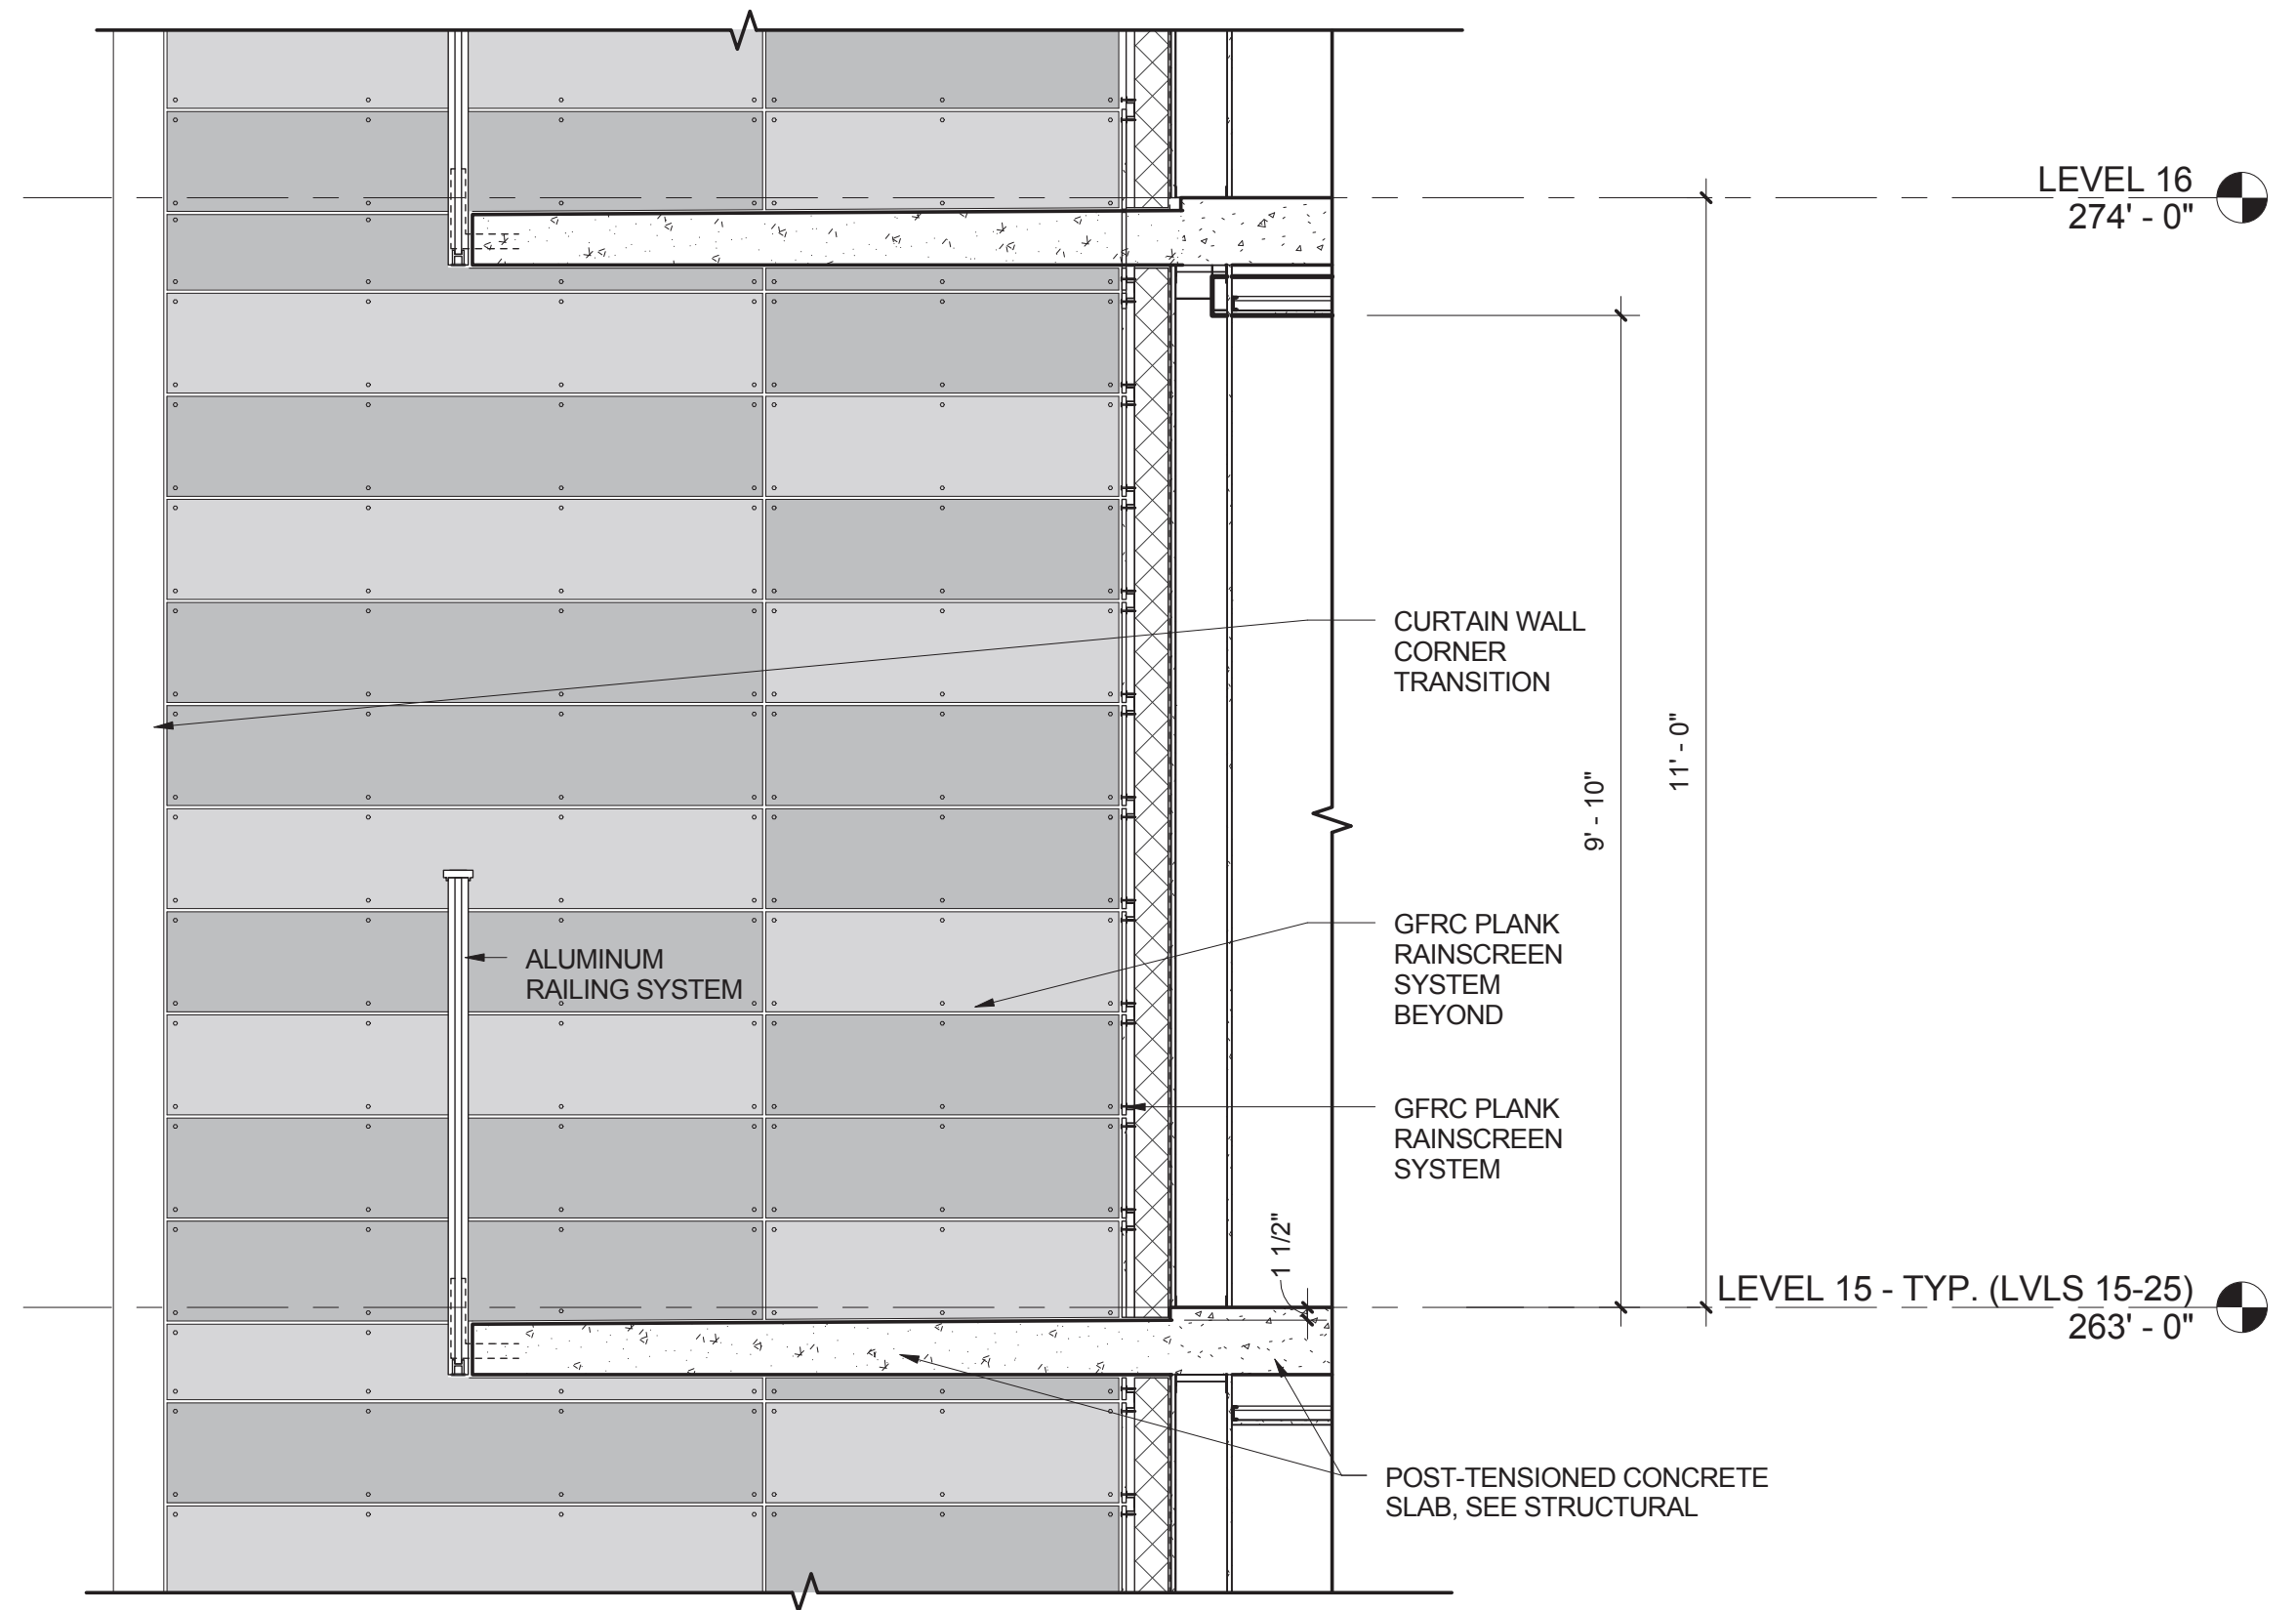 LEVEL 16
274' - 0"
CURTAIN WALL
CORNER
TRANSITION
11' - 0"
9' - 10"
GFRC PLANK
RAINSCREEN
SYSTEM
BEYOND
ALUMINUM
RAILING SYSTEM
GFRC PLANK
RAINSCREEN
SYSTEM
1 1/2"
LEVEL 15 - TYP. (LVLS 15-25)
263' - 0"
POST-TENSIONED CONCRETE
SLAB, SEE STRUCTURAL